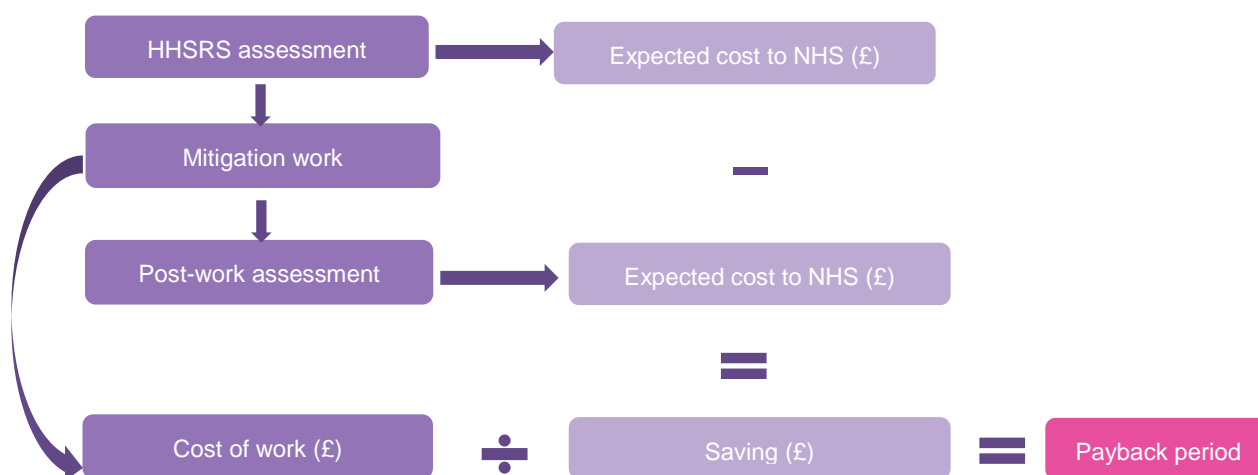 HHSRS assessment
Expected cost to NHS (£)
Mitigation work
–
Post-work assessment
Expected cost to NHS (£)
=
Cost of work (£) ÷ Saving (£) = Payback period